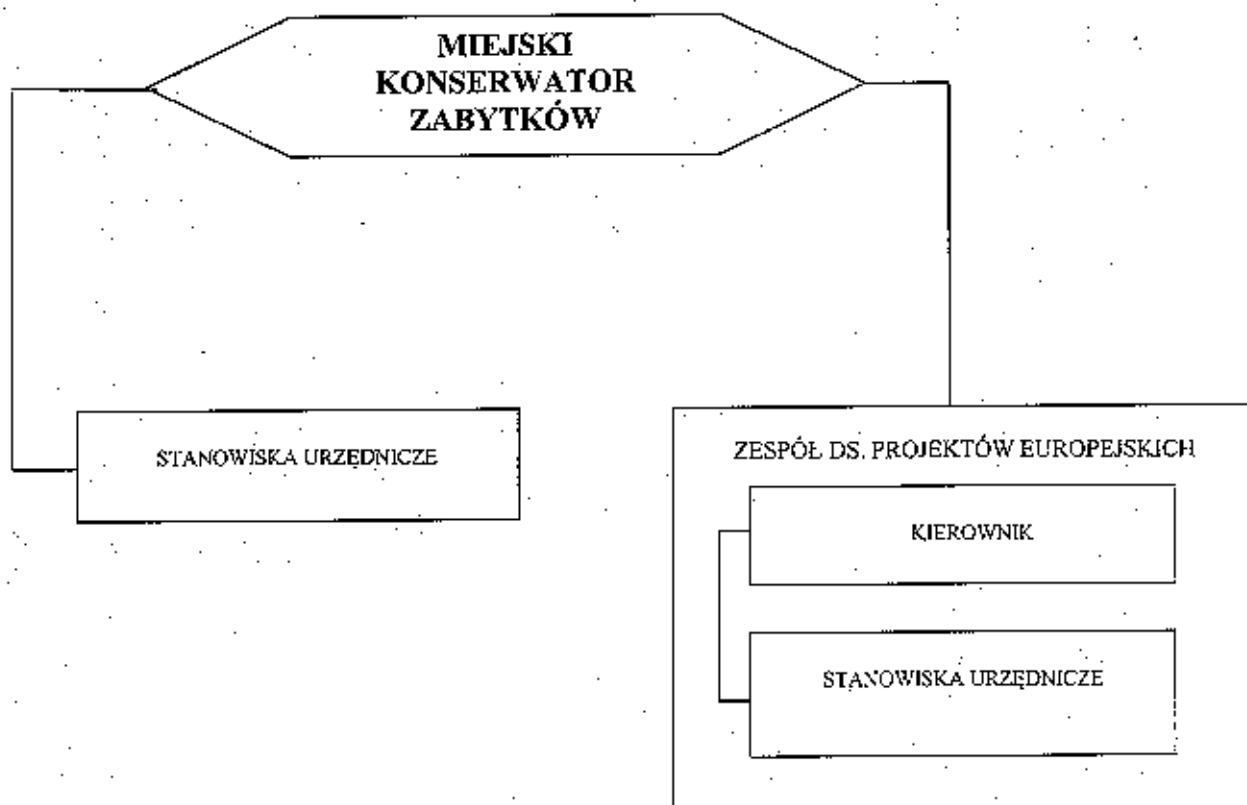 MIEJSKI
KONSERWATOR
ZABYTKÓW
STANOWISKA URZĘDNICZE
ZESPÓŁ DS. PROJEKTÓW EUROPEJSKICH
KIEROWNIK
STANOWISKA URZĘDNICZE